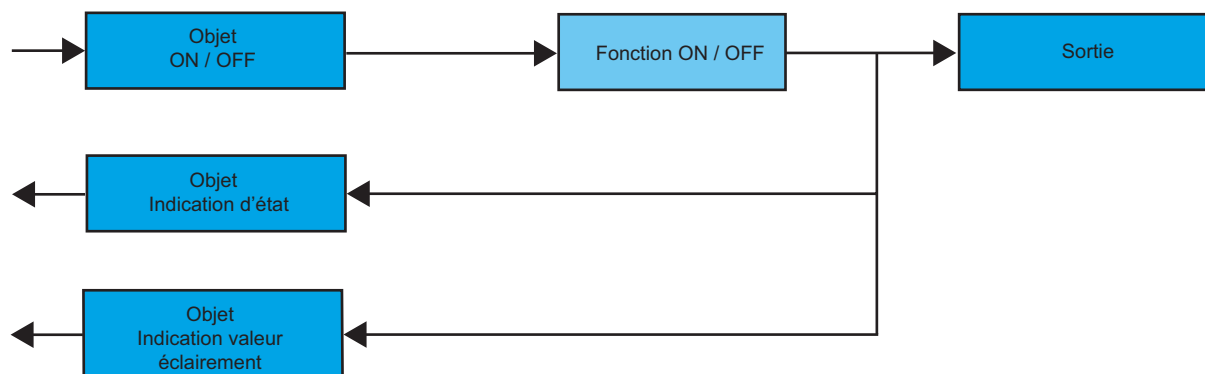 Objet
ON / OFF
Fonction ON / OFF
Sortie
Objet
Indication d’état
Objet
Indication valeur
éclairement